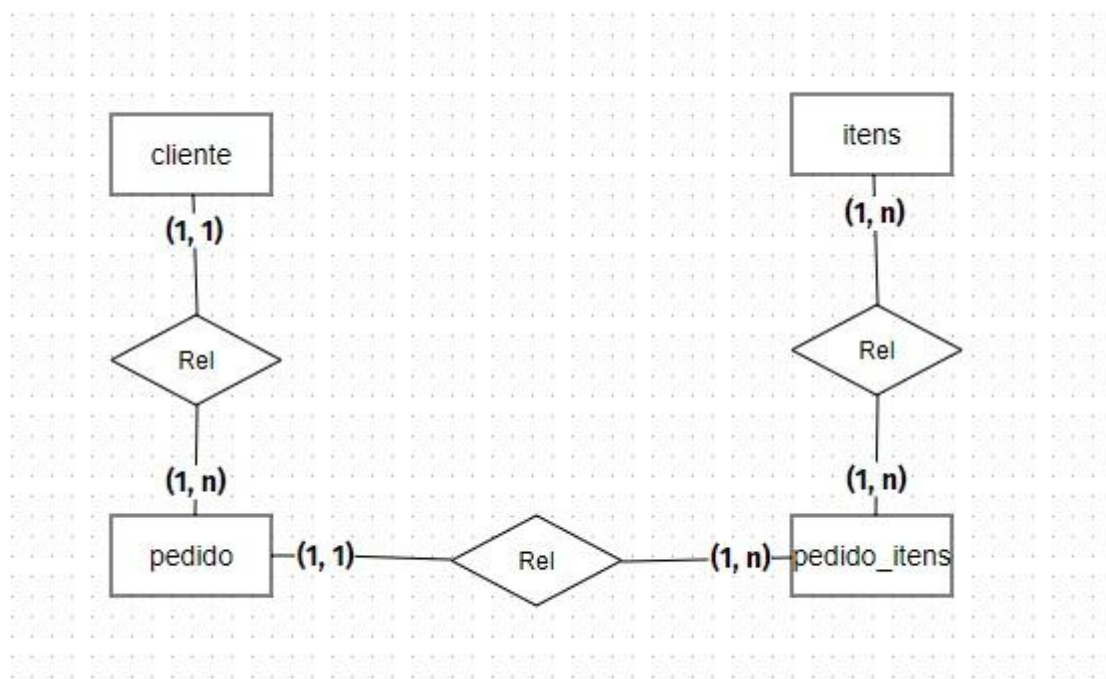 cliente
itens
(1, 1)
(1, n)
Rel
Rel
(1, n)
(1, n)
pedido
(1, 1)
Rel
(1, n)
pedido_itens